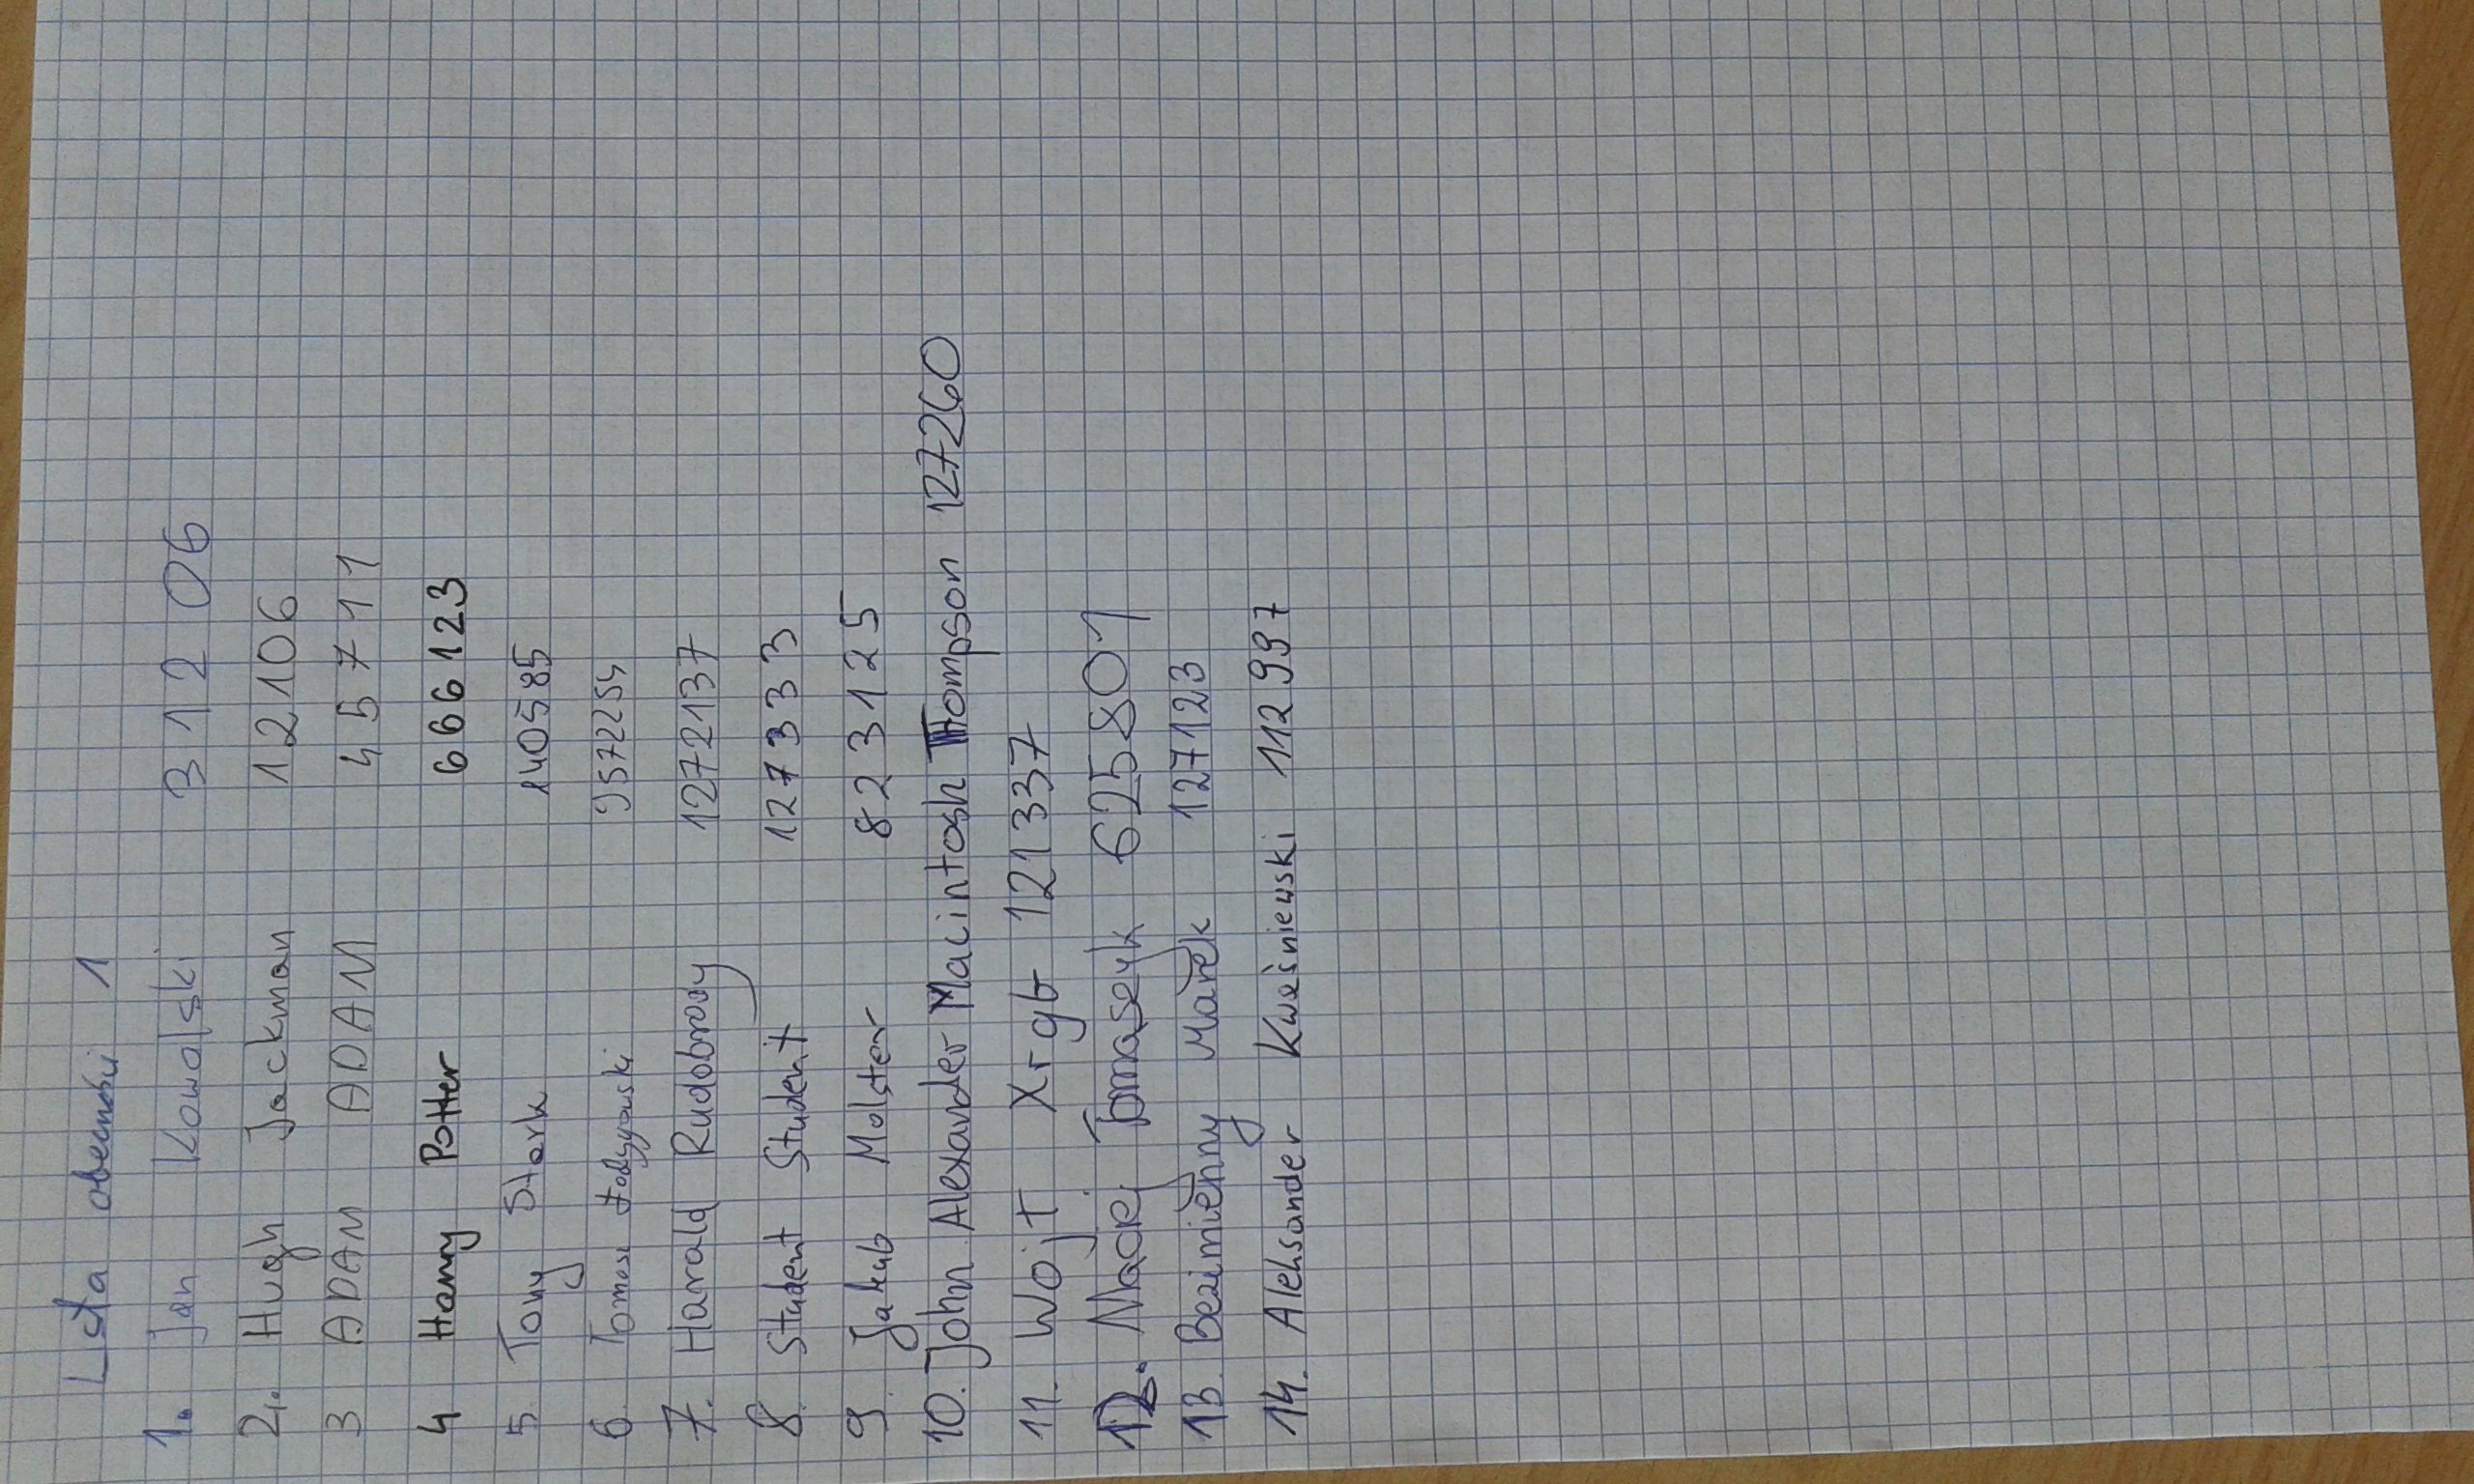 Lista obecności 1
1. Jan Kowalski 31206
2. Hugh Jackman 12106
3 ADAM ADAM 45711
4 Harry Potter 666123
5. Tony Stark 140585
6. Tomasz 9572254
7. Harald Rudobrody 1272137
8. Student Student 127333
9. Jakub Molster 823125
10. John Alexander Macintosh Thompson 127260
11. Wojt Xrgb 121337
12. Maciej Tomaszyk 625801
13. Bezimienny Marek 127123
14. Aleksander Kwaśniewski 112997